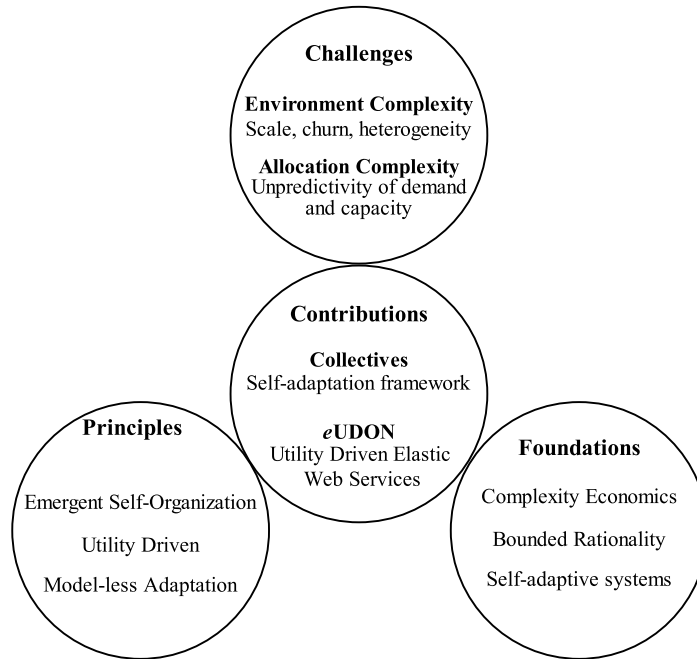 Challenges
Environment Complexity
Scale, churn, heterogeneity
Allocation Complexity
Unpredictivity of demand
and capacity
Contributions
Collectives
Self-adaptation framework
eUDON
Utility Driven Elastic
Web Services
Principles
Emergent Self-Organization
Utility Driven
Model-less Adaptation
Foundations
Complexity Economics
Bounded Rationality
Self-adaptive systems